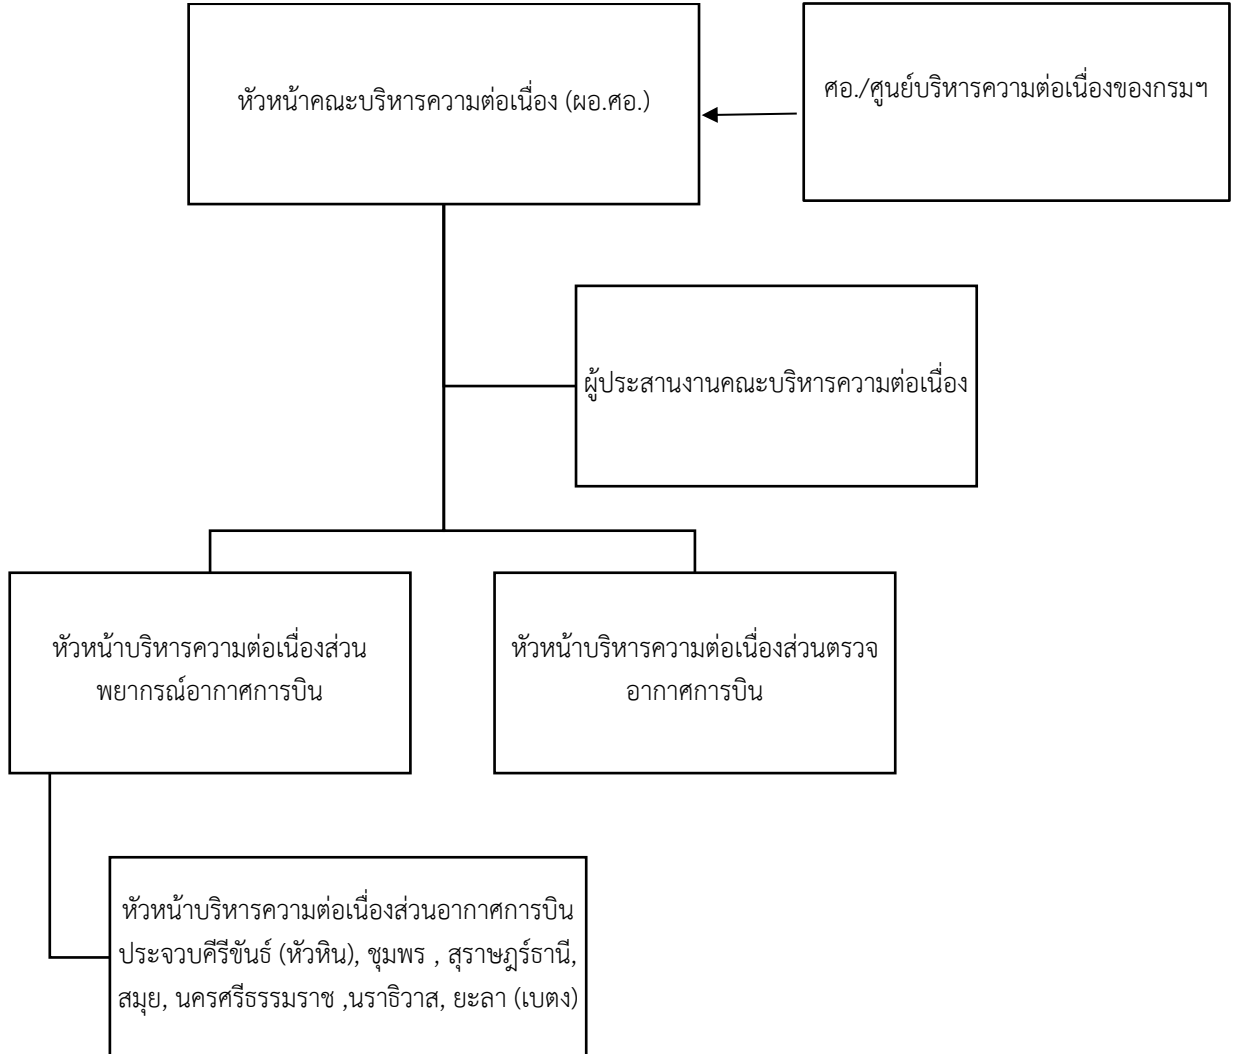 หัวหน้าคณะบริหารความต่อเนื่อง (ผอ.ศอ.)
ศอ./ศูนย์บริหารความต่อเนื่องของกรมฯ
ผู้ประสานงานคณะบริหารความต่อเนื่อง
หัวหน้าบริหารความต่อเนื่องส่วน
พยากรณ์อากาศการบิน
หัวหน้าบริหารความต่อเนื่องส่วนตรวจ
อากาศการบิน
หัวหน้าบริหารความต่อเนื่องส่วนอากาศการบิน
ประจวบคีรีขันธ์ (หัวหิน), ชุมพร , สุราษฎร์ธานี,
สมุย, นครศรีธรรมราช ,นราธิวาส, ยะลา (เบตง)